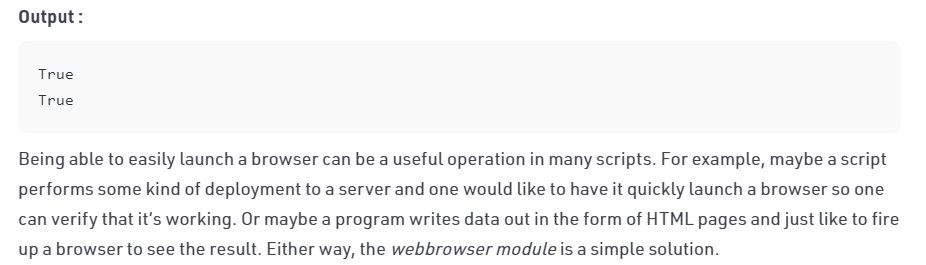 Output :
True
True
Being able to easily launch a browser can be a useful operation in many scripts. For example, maybe a script
performs some kind of deployment to a server and one would like to have it quickly launch a browser so one
can verify that it’s working. Or maybe a program writes data out in the form of HTML pages and just like to fire
up a browser to see the result. Either way, the webbrowser module is a simple solution.